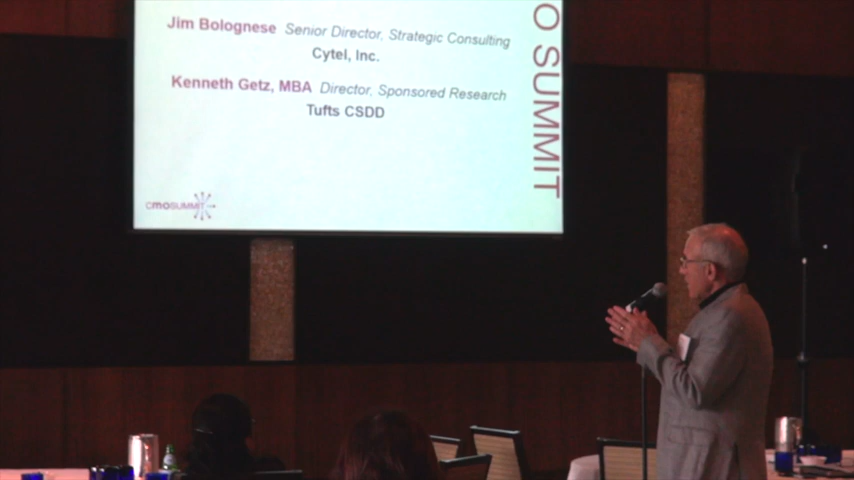 Jim Bolognese Senior Director, Strategic Consulting
Cytel, Inc.
Kenneth Getz, MBA Director, Sponsored Research
Tufts CSDD
CMOSUMMIT
O SUMMIT